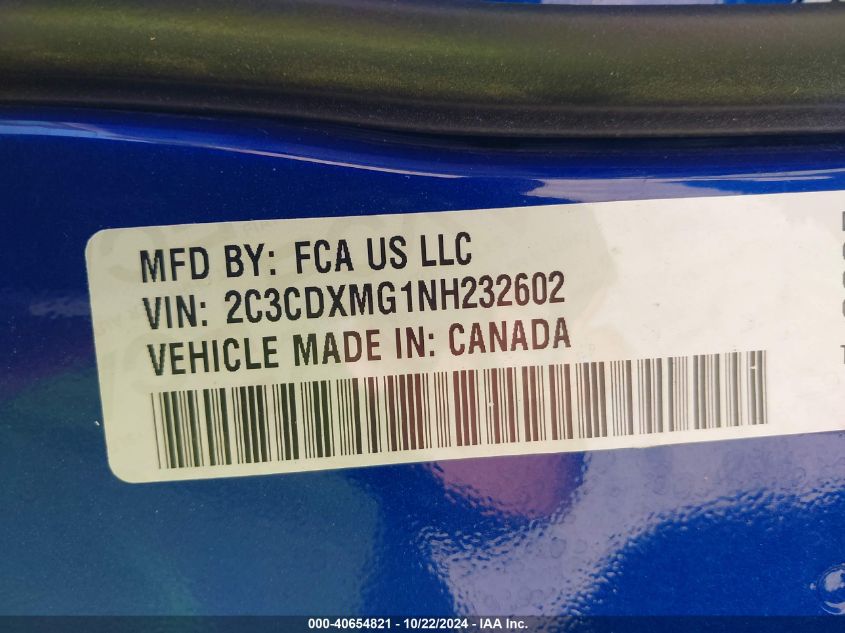 MFD BY: FCA US LLC
VIN: 2C3CDXMG1NH232602
VEHICLE MADE IN: CANADA
000-40654821 - 10/22/2024 - IAA Inc.